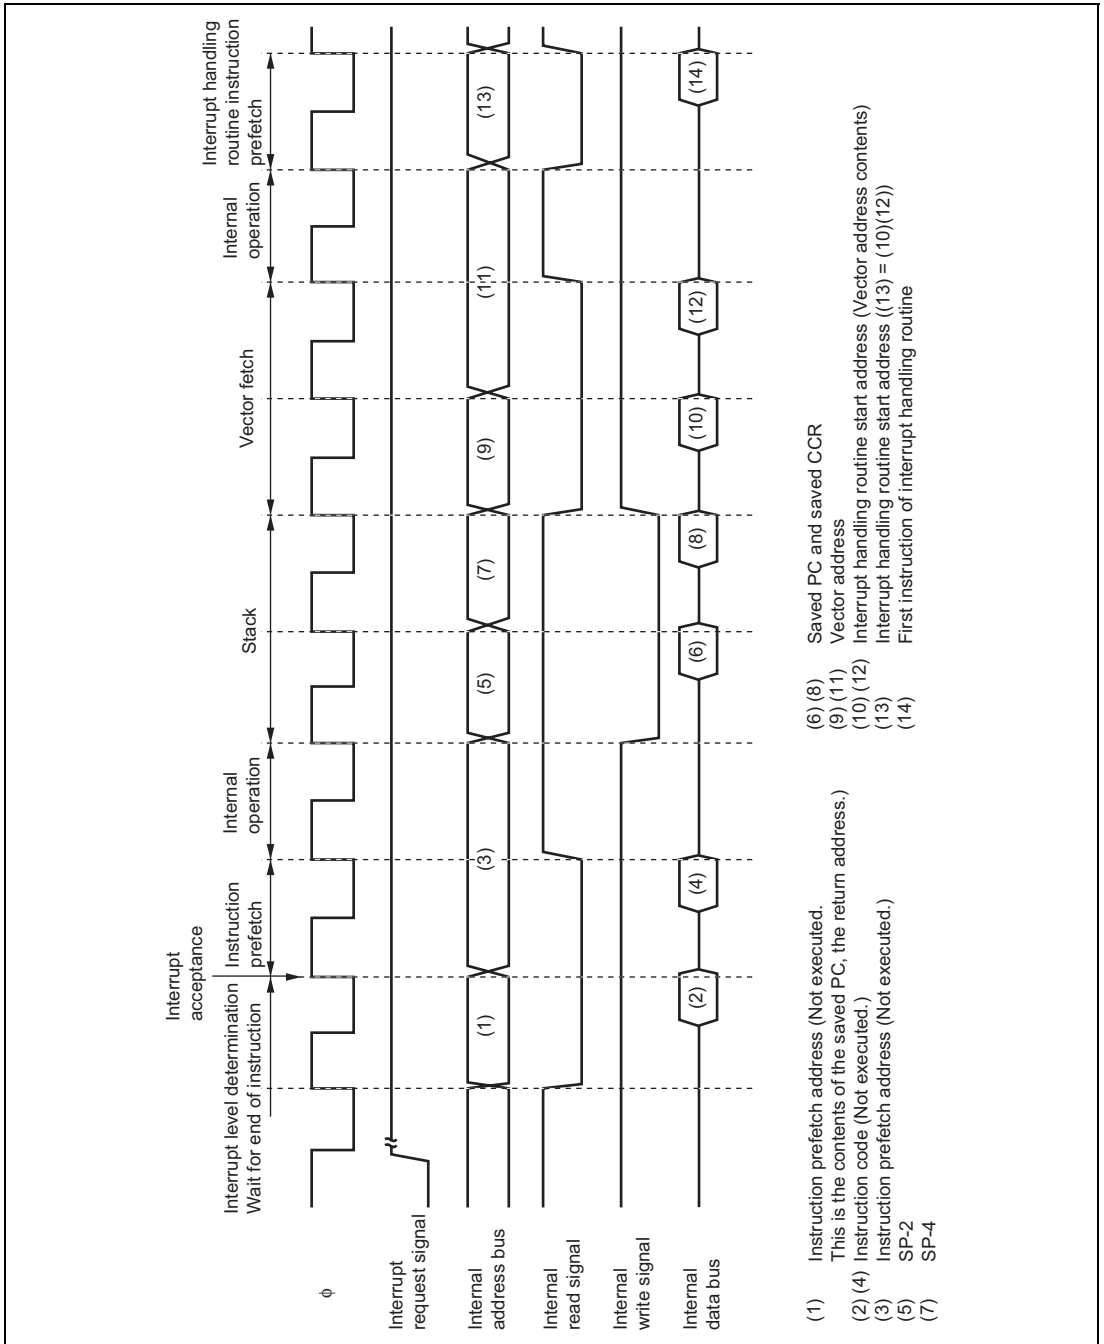 Interrupt
acceptance
Interrupt level determination
Wait for end of instruction
Instruction
prefetch
Internal
operation
Stack
Vector fetch
Internal
operation
Interrupt handling
routine instruction
prefetch
ϕ
Interrupt
request signal
Internal
address bus
(1)
(3)
(5)
(7)
(9)
(11)
(13)
Internal
read signal
Internal
write signal
Internal
data bus
(2)
(4)
(6)
(8)
(10)
(12)
(14)
(1) Instruction prefetch address (Not executed.
This is the contents of the saved PC, the return address.)
(2) (4) Instruction code (Not executed.)
(3) Instruction prefetch address (Not executed.)
(5) SP-2
(7) SP-4
(6) (8) Saved PC and saved CCR
(9) (11) Vector address
(10) (12) Interrupt handling routine start address (Vector address contents)
(13) Interrupt handling routine start address ((13) = (10)(12))
(14) First instruction of interrupt handling routine